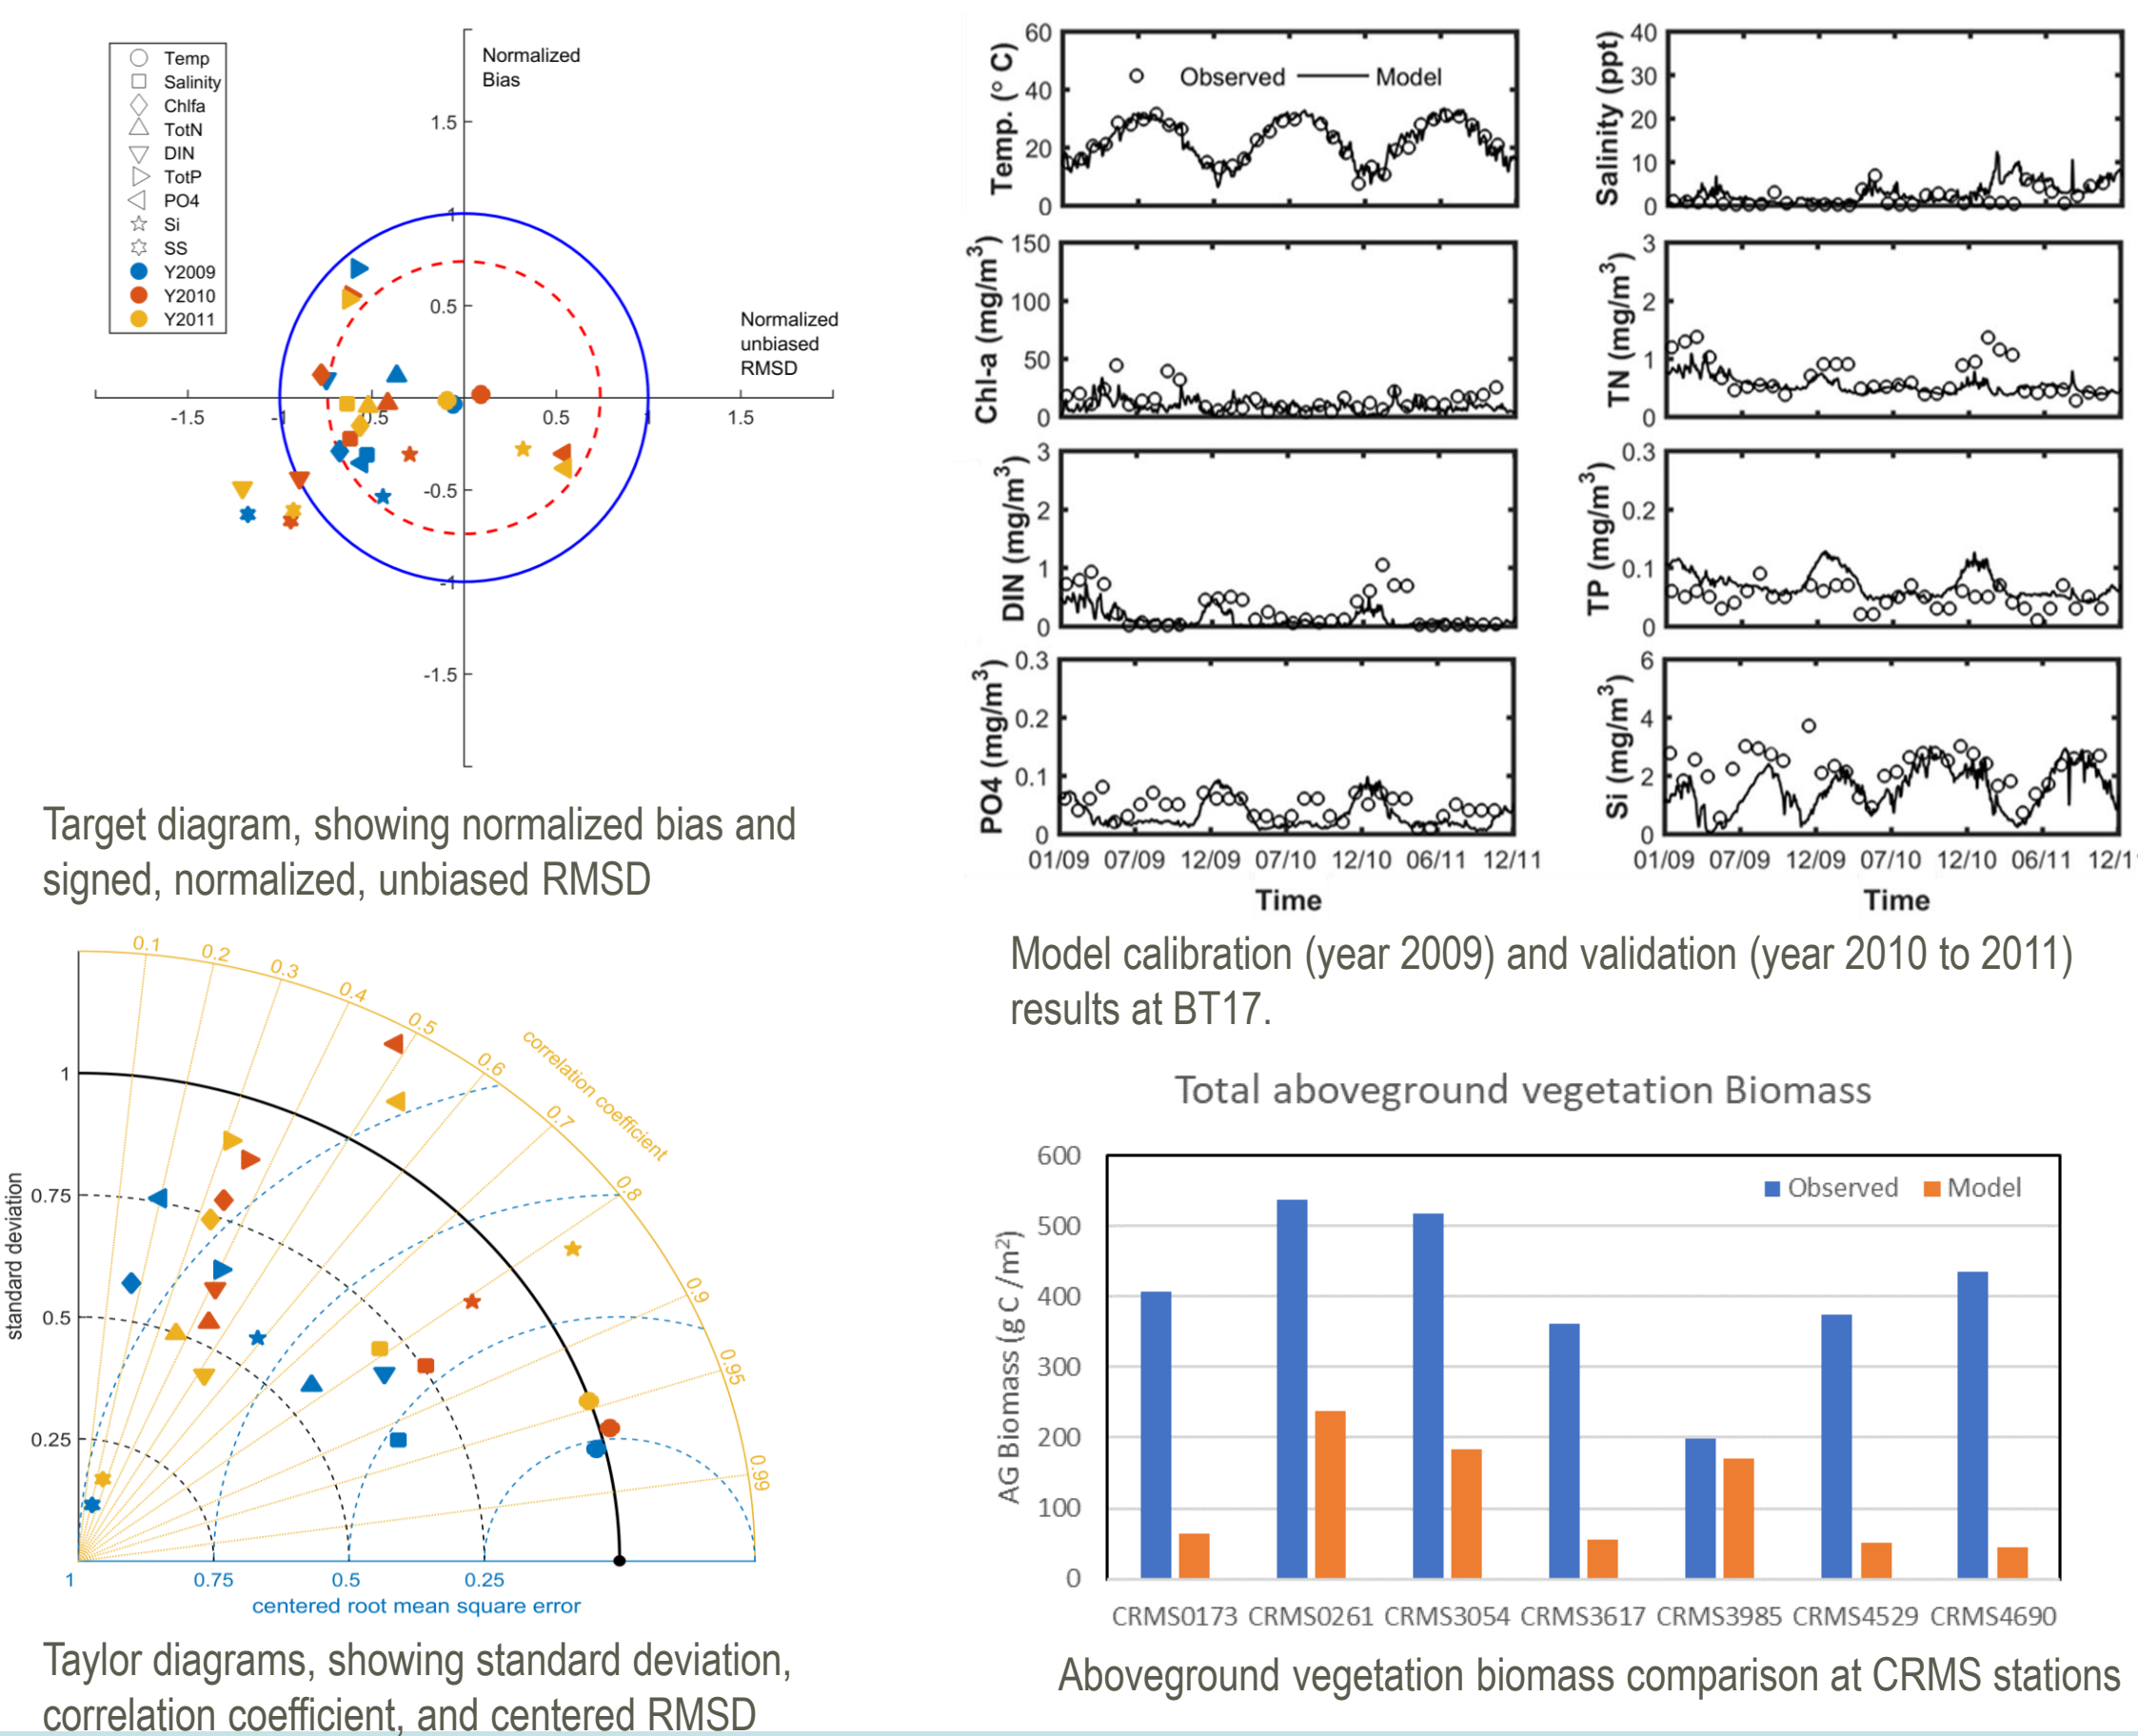 Temp
Salinity
Chlfa
TotN
DIN
TotP
PO4
Si
SS
Y2009
Y2010
Y2011
Normalized
Bias
1.5
1
0.5
Normalized
unbiased
RMSD
-1.5
-1
-0.5
0.5
1
1.5
-0.5
-1
-1.5
Target diagram, showing normalized bias and
signed, normalized, unbiased RMSD
Temp. (° C)
60
40
20
0
Observed
Model
Salinity (ppt)
40
30
20
10
0
Chl-a (mg/m³)
150
100
50
0
TN (mg/m³)
3
2
1
0
DIN (mg/m³)
3
2
1
0
TP (mg/m³)
0.3
0.2
0.1
0
PO4 (mg/m³)
0.3
0.2
0.1
0
01/09 07/09 12/09 07/10 12/10 06/11 12/11
Time
Si (mg/m³)
6
4
2
0
01/09 07/09 12/09 07/10 12/10 06/11 12/1
Time
Model calibration (year 2009) and validation (year 2010 to 2011)
results at BT17.
0.1
0.2
0.3
0.4
0.5
0.6
0.7
0.8
0.9
0.95
0.99
correlation coefficient
standard deviation
1
0.75
0.5
0.25
1 0.75 0.5 0.25
centered root mean square error
Taylor diagrams, showing standard deviation,
correlation coefficient, and centered RMSD
Total aboveground vegetation Biomass
AG Biomass (g C /m²)
600
500
400
300
200
100
0
Observed Model
CRMS0173 CRMS0261 CRMS3054 CRMS3617 CRMS3985 CRMS4529 CRMS4690
Aboveground vegetation biomass comparison at CRMS stations